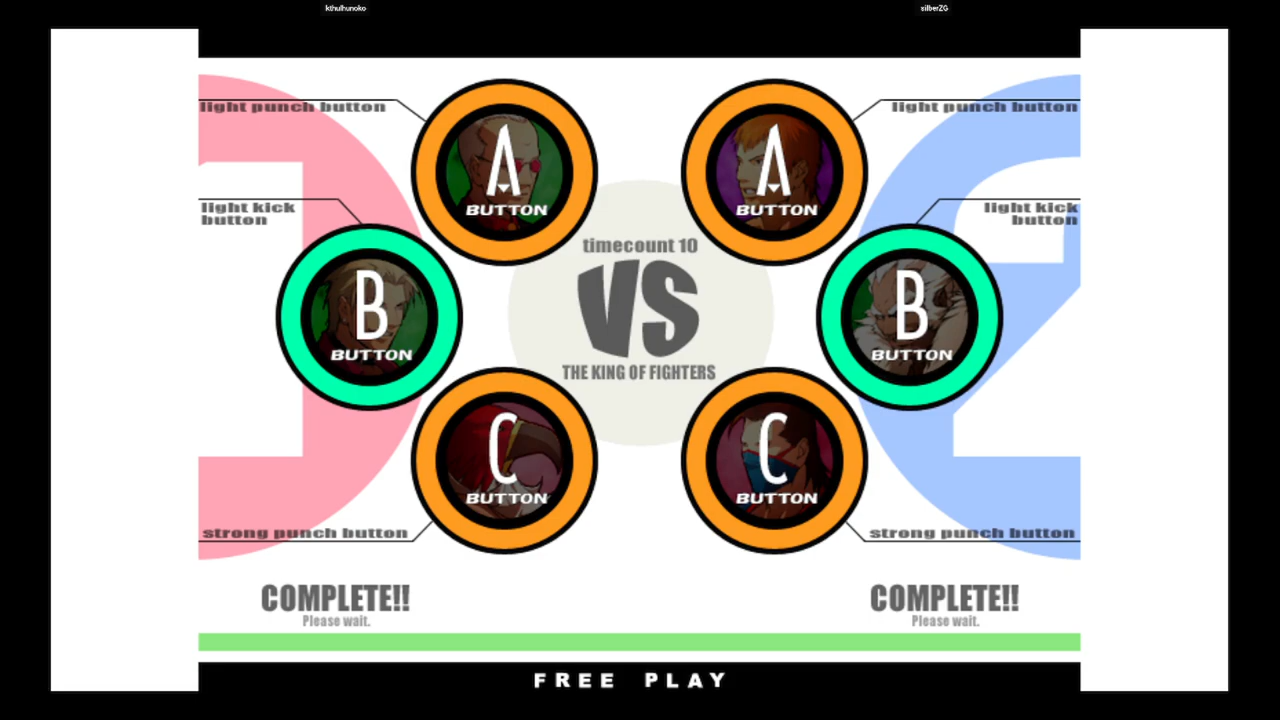 kthulhunoko
silberZG
light punch button
light punch button
A
BUTTON
A
BUTTON
light kick
button
light kick
button
timecount 10
VS
THE KING OF FIGHTERS
B
BUTTON
B
BUTTON
C
BUTTON
C
BUTTON
strong punch button
strong punch button
COMPLETE!!
Please wait.
COMPLETE!!
Please wait.
FREE PLAY